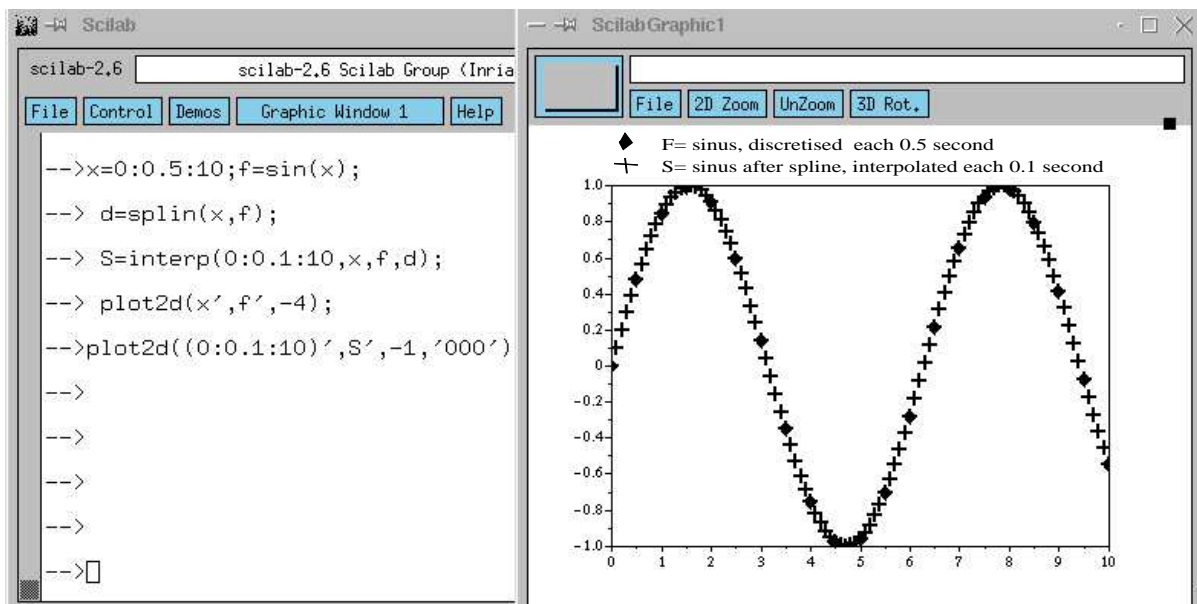 Scilab
scilab-2.6
scilab-2.6 Scilab Group (Inria
File Control Demos Graphic Window 1 Help
-->x=0:0.5:10;f=sin(x);
--> d=splin(x,f);
--> S=interp(0:0.1:10,x,f,d);
--> plot2d(x′,f′,-4);
-->plot2d((0:0.1:10)′,S′,-1,′000′)
-->
-->
-->
-->
-->
ScilabGraphic1
File 2D Zoom UnZoom 3D Rot.
F= sinus, discretised each 0.5 second
S= sinus after spline, interpolated each 0.1 second
1.0
0.8
0.6
0.4
0.2
0
-0.2
-0.4
-0.6
-0.8
-1.0
0 1 2 3 4 5 6 7 8 9 10